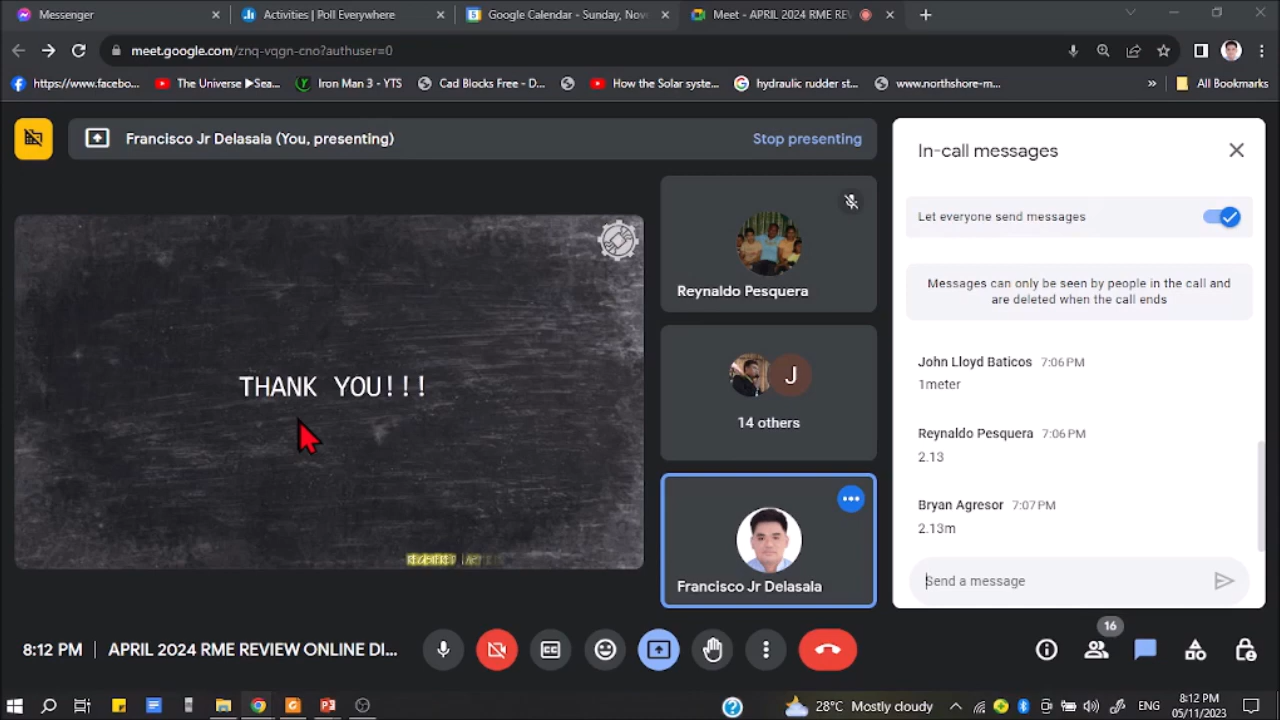 Messenger
Activities | Poll Everywhere
Google Calendar - Sunday, Nov
Meet - APRIL 2024 RME REV
meet.google.com/znq-vqgn-cno?authuser=0
https://www.facebo...
The Universe ▶Sea...
Iron Man 3 - YTS
Cad Blocks Free - D...
How the Solar syste...
hydraulic rudder st...
www.northshore-m...
»
All Bookmarks
Francisco Jr Delasala (You, presenting)
Stop presenting
THANK YOU!!!
Reynaldo Pesquera
J
14 others
Francisco Jr Delasala
In-call messages
Let everyone send messages
Messages can only be seen by people in the call and
are deleted when the call ends
John Lloyd Baticos 7:06 PM
1meter
Reynaldo Pesquera 7:06 PM
2.13
Bryan Agresor 7:07 PM
2.13m
Send a message
8:12 PM | APRIL 2024 RME REVIEW ONLINE DI...
16
28°C Mostly cloudy
ENG
8:12 PM
05/11/2023